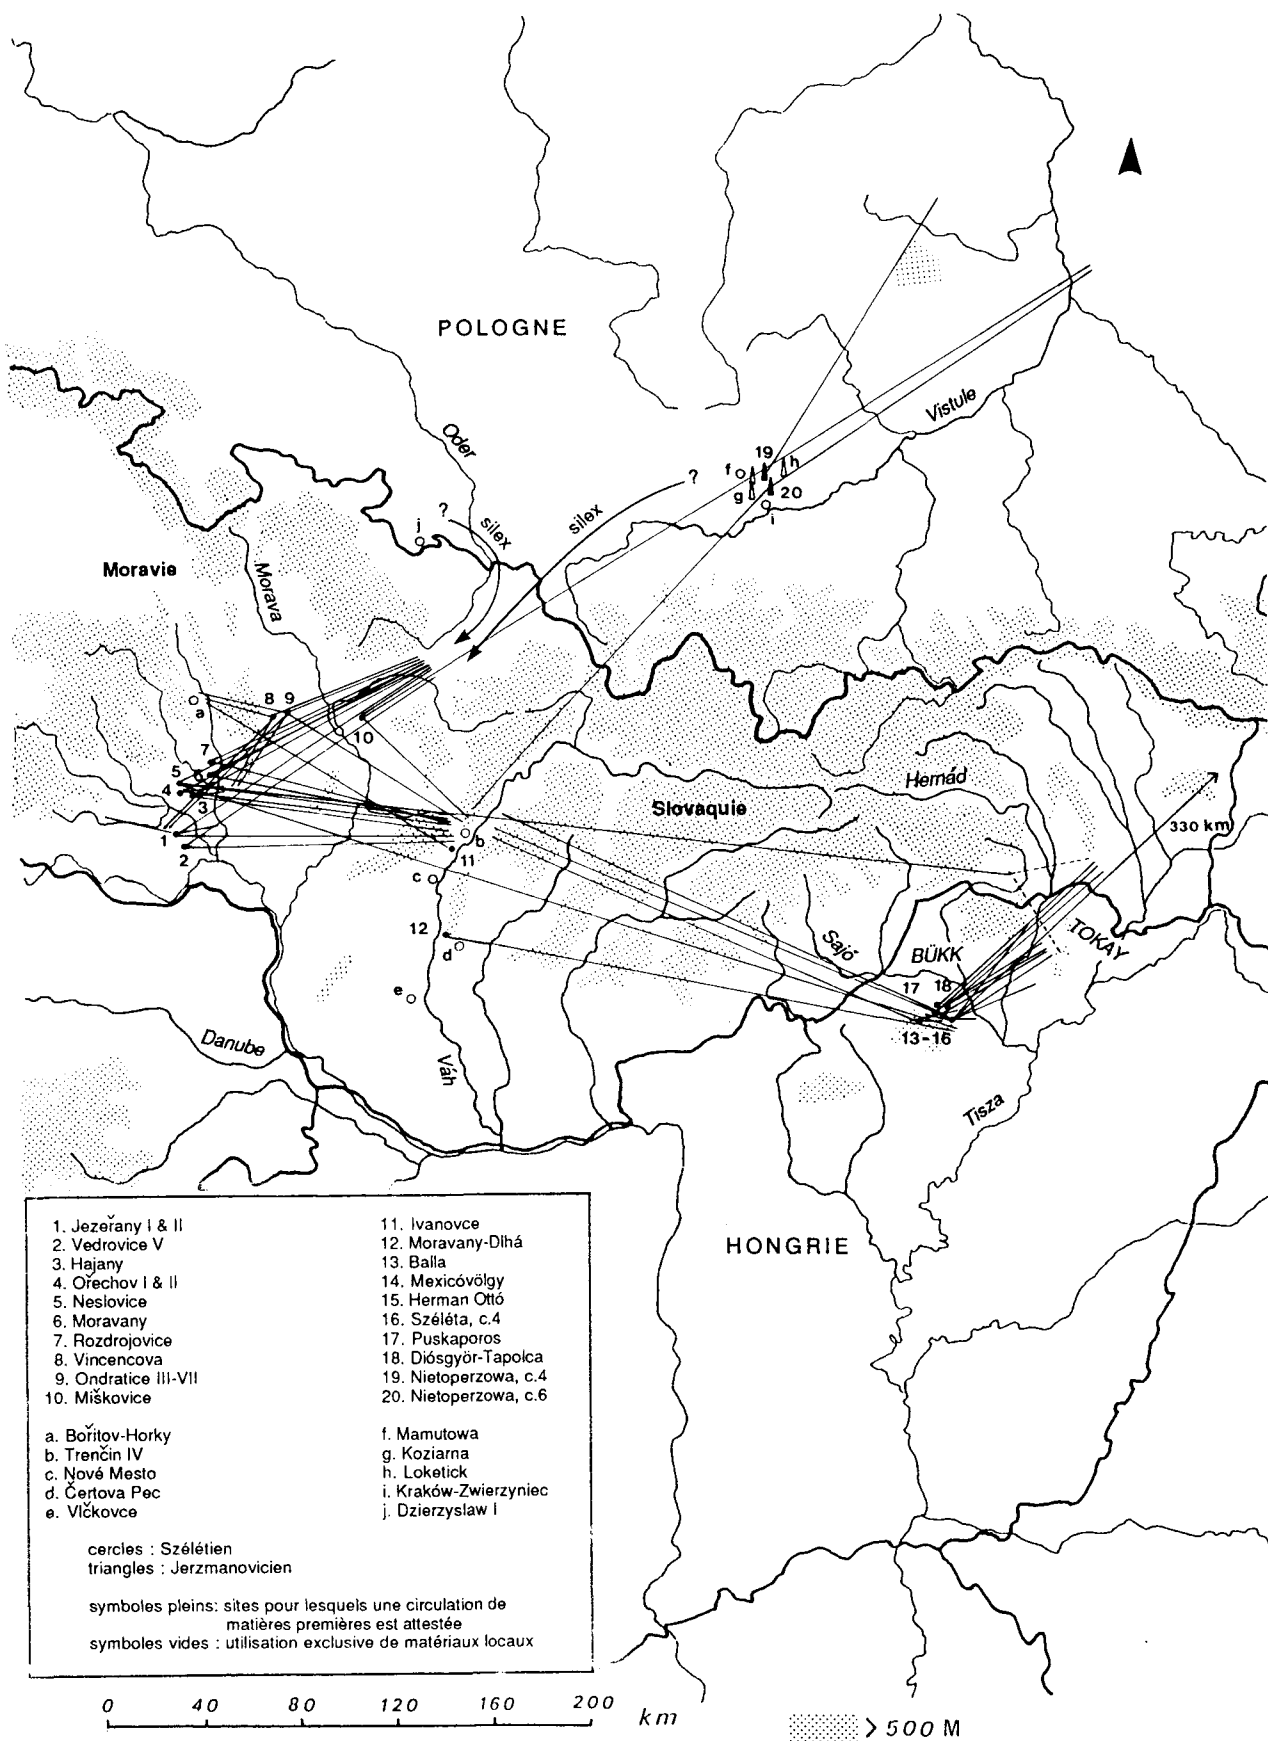 POLOGNE
Oder
Vistule
19
f
h
g
20
i
?
silex
?
silex
j
Moravie
Morava
8 9
a
10
7
5
6
4
3
1
2
Hernád
Slovaquie
330 km
b
11
c
12
d
Sajó
BÜKK
TOKAY
17
18
e
13-16
Danube
Váh
Tisza
HONGRIE
1. Jezeřany I & II
2. Vedrovice V
3. Hajany
4. Ořechov I & II
5. Neslovice
6. Moravany
7. Rozdrojovice
8. Vincencova
9. Ondratice III-VII
10. Miškovice
11. Ivanovce
12. Moravany-Dlhá
13. Balla
14. Mexicóvölgy
15. Herman Ottó
16. Széléta, c.4
17. Puskaporos
18. Diósgyör-Tapolca
19. Nietoperzowa, c.4
20. Nietoperzowa, c.6
a. Bořitov-Horky
b. Trenčin IV
c. Nové Mesto
d. Čertova Pec
e. Vlčkovce
f. Mamutowa
g. Koziarna
h. Loketick
i. Kraków-Zwierzyniec
j. Dzierzyslaw I
cercles : Szélétien
triangles : Jerzmanovicien
symboles pleins: sites pour lesquels une circulation de
matières premières est attestée
symboles vides : utilisation exclusive de matériaux locaux
0 40 80 120 160 200 km
> 500 M